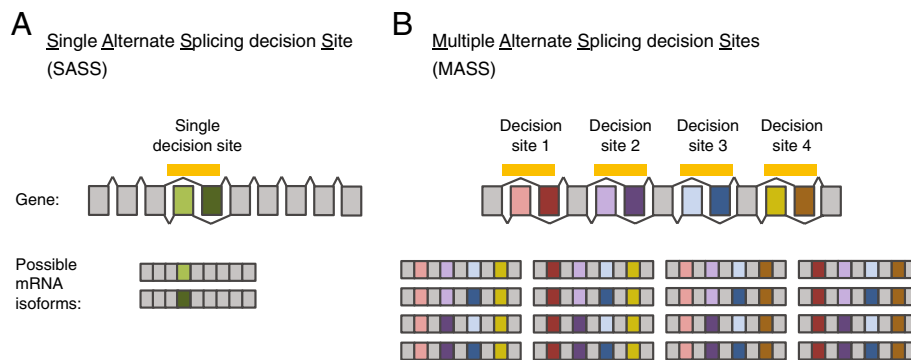 A
Single Alternate Splicing decision Site
(SASS)
Single
decision site
Gene:
Possible
mRNA
isoforms:
B
Multiple Alternate Splicing decision Sites
(MASS)
Decision
site 1
Decision
site 2
Decision
site 3
Decision
site 4